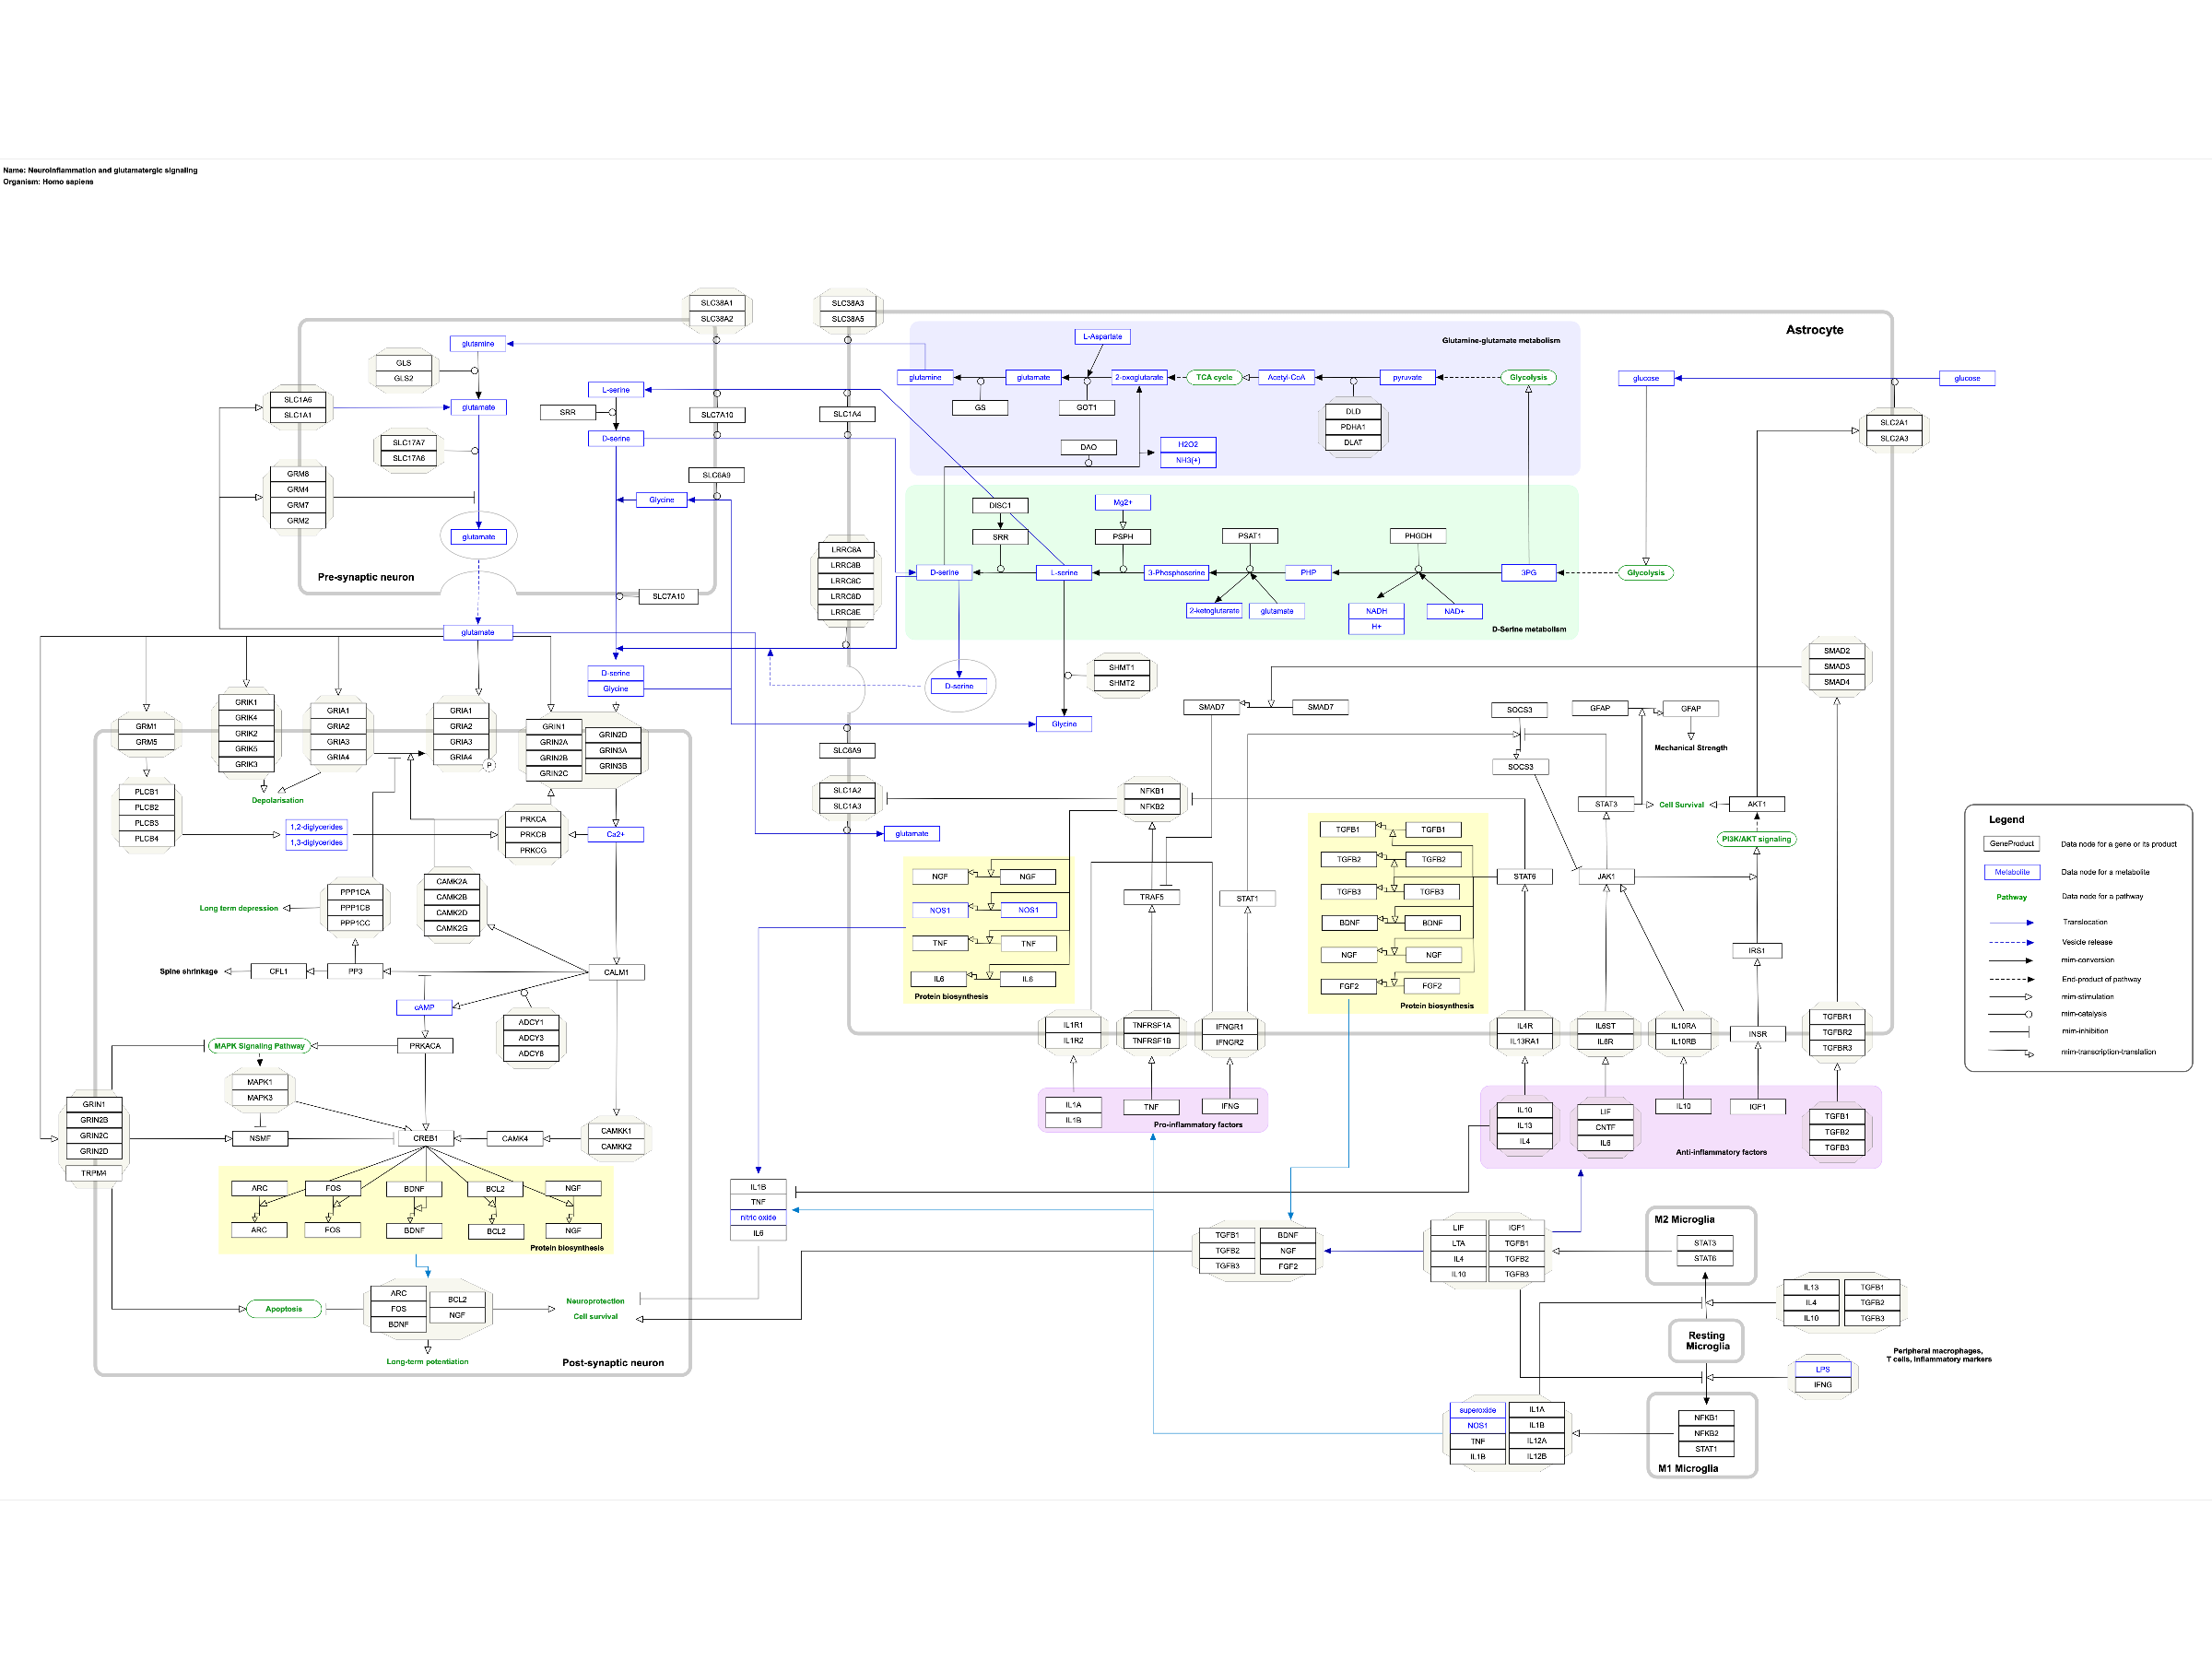 Name: Neuroinflammation and glutamatergic signaling
Organism: Homo sapiens
SLC38A1
SLC38A2
SLC38A3
SLC38A5
Astrocyte
glutamine
GLS
GLS2
glutamate
SLC1A6
SLC1A1
SLC17A7
SLC17A6
GRM8
GRM4
GRM7
GRM2
glutamate
Pre-synaptic neuron
L-serine
SRR
D-serine
SLC7A10
SLC6A9
Glycine
SLC7A10
SLC1A4
LRRC8A
LRRC8B
LRRC8C
LRRC8D
LRRC8E
L-Aspartate
Glutamine-glutamate metabolism
glutamine
glutamate
2-oxoglutarate
TCA cycle
Acetyl-CoA
pyruvate
Glycolysis
GS
GOT1
DLD
PDHA1
DLAT
DAO
H2O2
NH3(+)
glucose
glucose
SLC2A1
SLC2A3
DISC1
Mg2+
SRR
PSPH
PSAT1
PHGDH
D-serine
L-serine
3-Phosphoserine
PHP
3PG
Glycolysis
2-ketoglutarate
glutamate
NADH
H+
NAD+
D-Serine metabolism
glutamate
D-serine
Glycine
D-serine
SHMT1
SHMT2
Glycine
SMAD2
SMAD3
SMAD4
GRM1
GRM5
GRIK1
GRIK4
GRIK2
GRIK5
GRIK3
GRIA1
GRIA2
GRIA3
GRIA4
GRIA1
GRIA2
GRIA3
GRIA4
P
GRIN1
GRIN2A
GRIN2B
GRIN2C
GRIN2D
GRIN3A
GRIN3B
SLC6A9
SMAD7
SMAD7
SOCS3
GFAP
GFAP
Mechanical Strength
SOCS3
Depolarisation
PLCB1
PLCB2
PLCB3
PLCB4
1,2-diglycerides
1,3-diglycerides
PRKCA
PRKCB
PRKCG
Ca2+
SLC1A2
SLC1A3
glutamate
NFKB1
NFKB2
STAT3
Cell Survival
AKT1
PI3K/AKT signaling
Legend
GeneProduct
Data node for a gene or its product
Metabolite
Data node for a metabolite
Pathway
Data node for a pathway
Translocation
Vesicle release
mim-conversion
End-product of pathway
mim-stimulation
mim-catalysis
mim-inhibition
mim-transcription-translation
PPP1CA
PPP1CB
PPP1CC
Long term depression
CAMK2A
CAMK2B
CAMK2D
CAMK2G
NGF
NGF
NOS1
NOS1
TNF
TNF
IL6
IL6
Protein biosynthesis
TRAF5
STAT1
TGFB1
TGFB1
TGFB2
TGFB2
TGFB3
TGFB3
BDNF
BDNF
NGF
NGF
FGF2
FGF2
Protein biosynthesis
STAT6
JAK1
IRS1
Spine shrinkage
CFL1
PP3
CALM1
cAMP
ADCY1
ADCY3
ADCY8
MAPK Signaling Pathway
PRKACA
MAPK1
MAPK3
IL1R1
IL1R2
TNFRSF1A
TNFRSF1B
IFNGR1
IFNGR2
IL4R
IL13RA1
IL6ST
IL6R
IL10RA
IL10RB
INSR
TGFBR1
TGFBR2
TGFBR3
GRIN1
GRIN2B
GRIN2C
GRIN2D
TRPM4
NSMF
CREB1
CAMK4
CAMKK1
CAMKK2
IL1A
IL1B
TNF
IFNG
Pro-inflammatory factors
IL10
IL13
IL4
LIF
CNTF
IL6
IL10
IGF1
TGFB1
TGFB2
TGFB3
Anti-inflammatory factors
ARC
FOS
BDNF
BCL2
NGF
ARC
FOS
BDNF
BCL2
NGF
Protein biosynthesis
IL1B
TNF
nitric oxide
IL6
TGFB1
TGFB2
TGFB3
BDNF
NGF
FGF2
LIF
LTA
IL4
IL10
IGF1
TGFB1
TGFB2
TGFB3
M2 Microglia
STAT3
STAT6
Apoptosis
ARC
FOS
BDNF
BCL2
NGF
Neuroprotection
Cell survival
Long-term potentiation
Post-synaptic neuron
IL13
IL4
IL10
TGFB1
TGFB2
TGFB3
Resting
Microglia
Peripheral macrophages,
T cells, inflammatory markers
LPS
IFNG
superoxide
NOS1
TNF
IL1B
IL1A
IL1B
IL12A
IL12B
NFKB1
NFKB2
STAT1
M1 Microglia